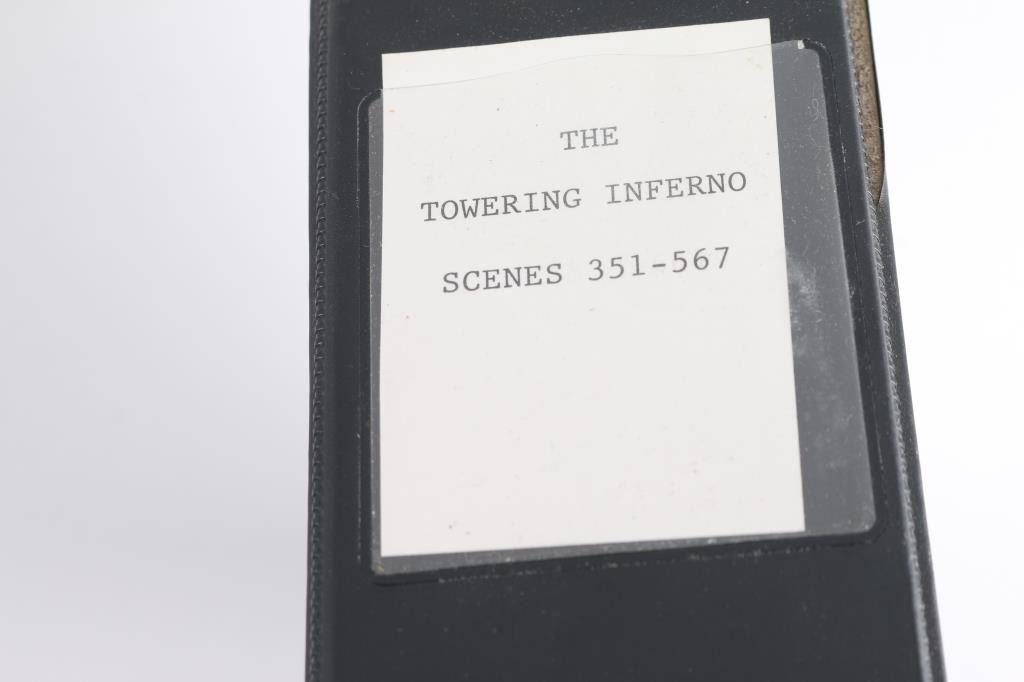 THE
TOWERING INFERNO
SCENES 351-567